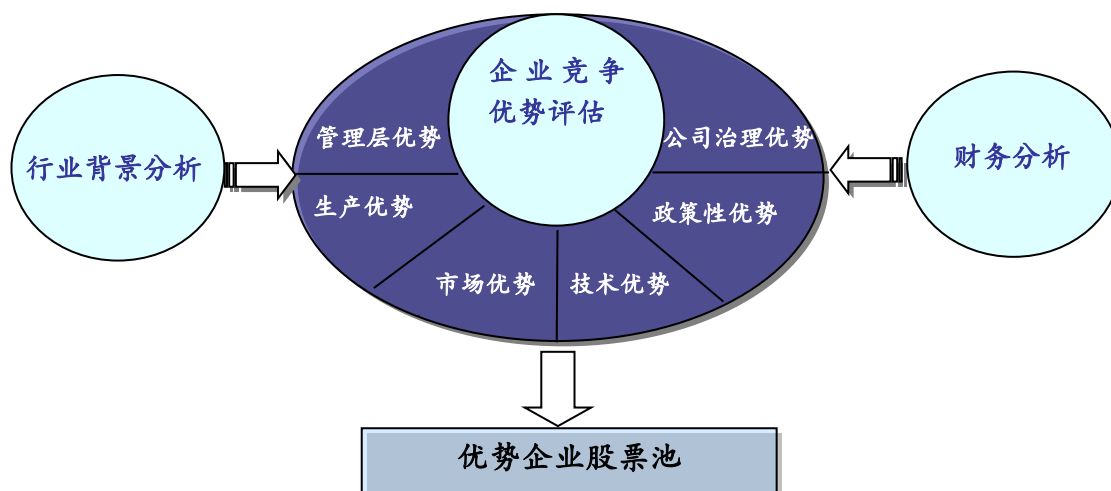 企业竞争
优势评估
管理层优势
公司治理优势
行业背景分析
财务分析
生产优势
政策性优势
市场优势
技术优势
优势企业股票池